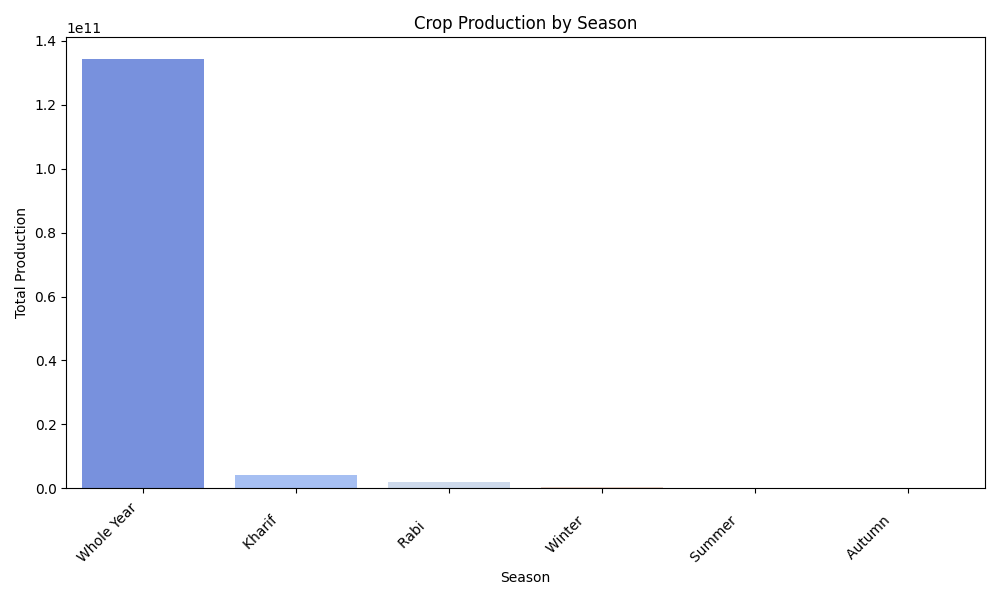 Crop Production by Season
1e11
1.4
1.2
1.0
0.8
0.6
0.4
0.2
0.0
Total Production
Whole Year
Kharif
Rabi
Winter
Summer
Autumn
Season